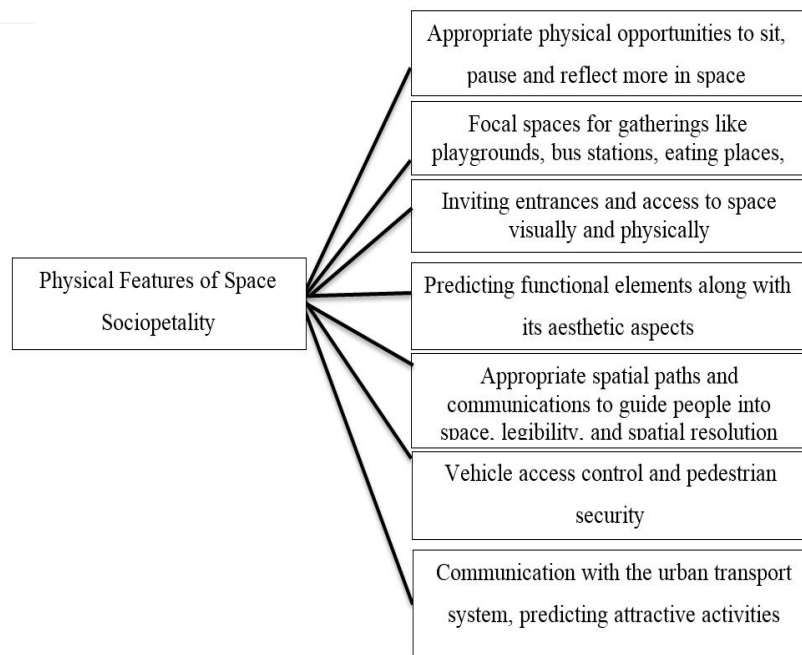 Appropriate physical opportunities to sit,
pause and reflect more in space
Focal spaces for gatherings like
playgrounds, bus stations, eating places,
Inviting entrances and access to space
visually and physically
Physical Features of Space
Sociopetality
Predicting functional elements along with
its aesthetic aspects
Appropriate spatial paths and
communications to guide people into
space, legibility, and spatial resolution
Vehicle access control and pedestrian
security
Communication with the urban transport
system, predicting attractive activities